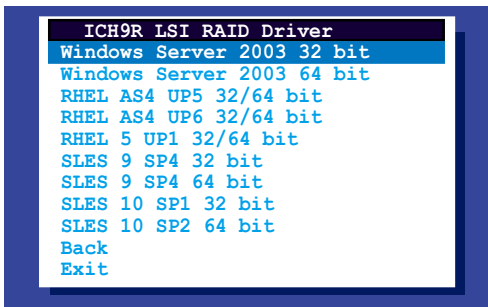 ICH9R LSI RAID Driver
Windows Server 2003 32 bit
Windows Server 2003 64 bit
RHEL AS4 UP5 32/64 bit
RHEL AS4 UP6 32/64 bit
RHEL 5 UP1 32/64 bit
SLES 9 SP4 32 bit
SLES 9 SP4 64 bit
SLES 10 SP1 32 bit
SLES 10 SP2 64 bit
Back
Exit